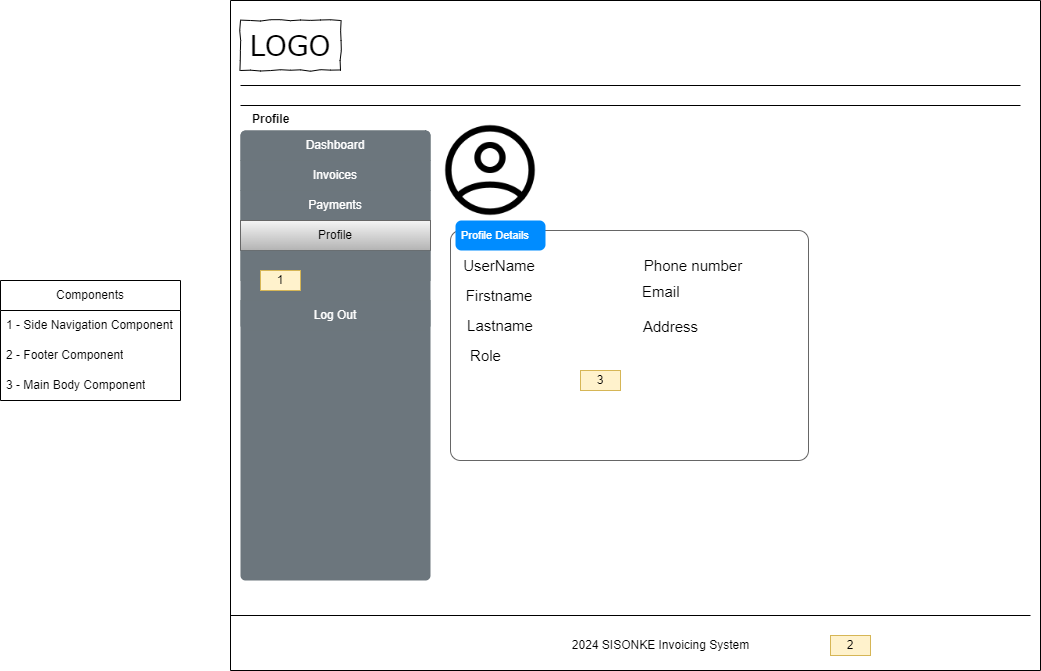 LOGO
Profile
Dashboard
Invoices
Payments
Profile
1
Log Out
Profile Details
UserName
Phone number
Firstname
Email
Lastname
Address
Role
3
Components
1 - Side Navigation Component
2 - Footer Component
3 - Main Body Component
2024 SISONKE Invoicing System
2